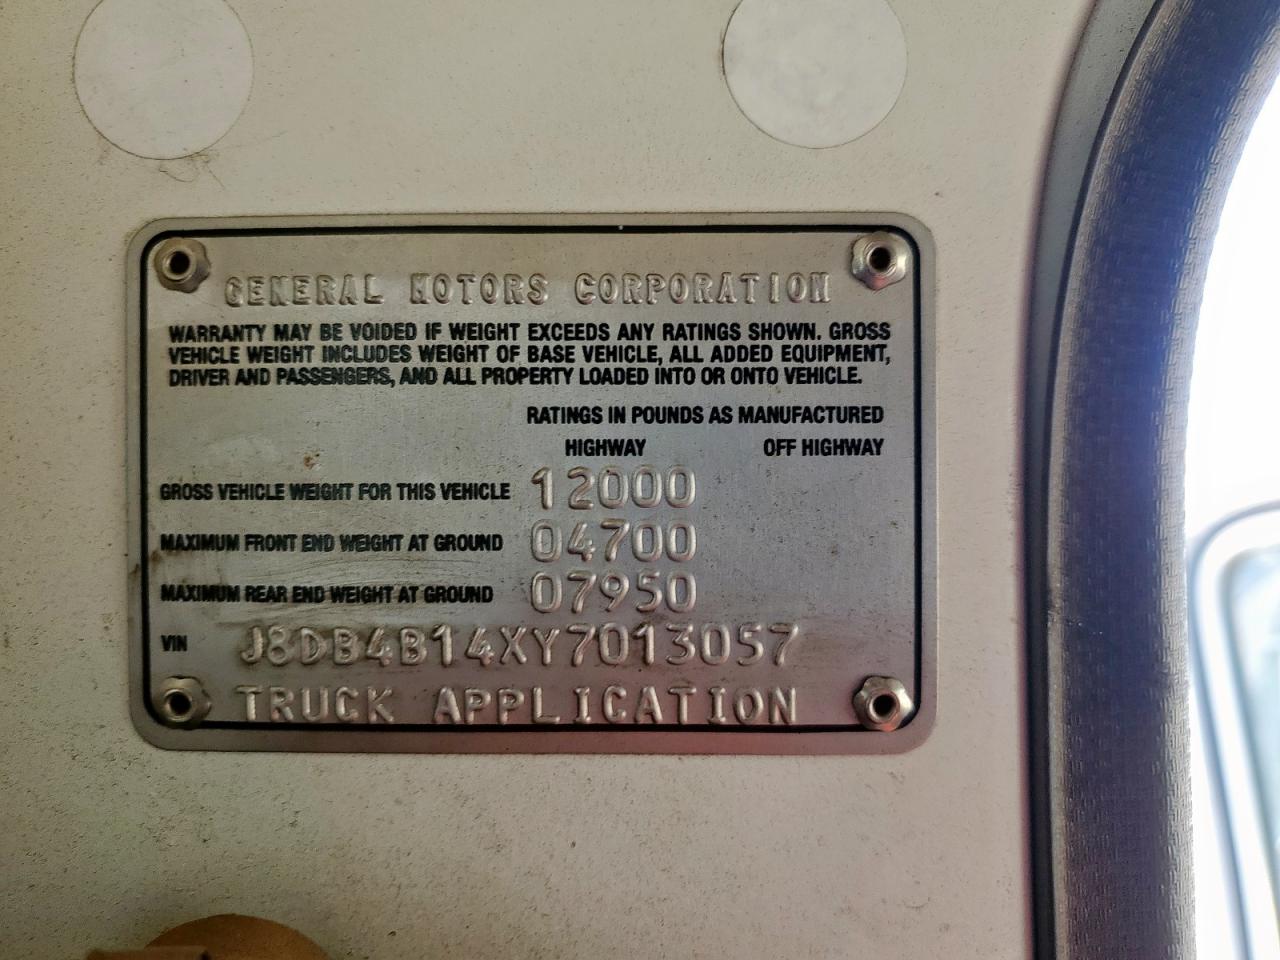 GENERAL MOTORS CORPORATION
WARRANTY MAY BE VOIDED IF WEIGHT EXCEEDS ANY RATINGS SHOWN. GROSS
VEHICLE WEIGHT INCLUDES WEIGHT OF BASE VEHICLE, ALL ADDED EQUIPMENT,
DRIVER AND PASSENGERS, AND ALL PROPERTY LOADED INTO OR ONTO VEHICLE.
RATINGS IN POUNDS AS MANUFACTURED
HIGHWAY OFF HIGHWAY
GROSS VEHICLE WEIGHT FOR THIS VEHICLE 12000
MAXIMUM FRONT END WEIGHT AT GROUND 04700
MAXIMUM REAR END WEIGHT AT GROUND 07950
VIN J8DB4B14XY7013057
TRUCK APPLICATION